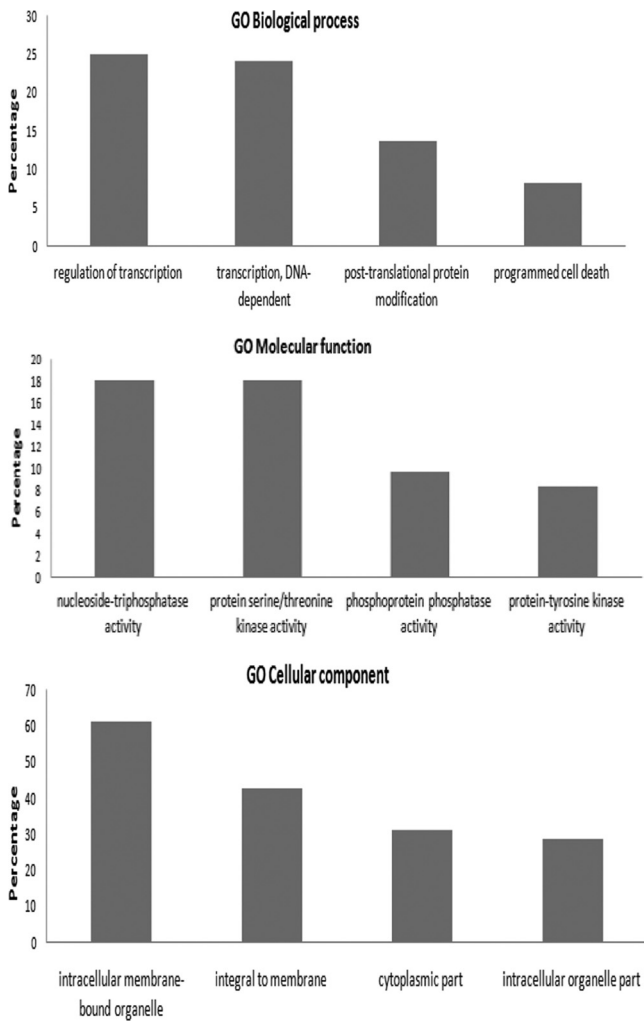 GO Biological process
Percentage
30
25
20
15
10
5
0
regulation of transcription
transcription, DNA-
dependent
post-translational protein
modification
programmed cell death
GO Molecular function
Percentage
20
18
16
14
12
10
8
6
4
2
0
nucleoside-triphosphatase
activity
protein serine/threonine
kinase activity
phosphoprotein phosphatase
activity
protein-tyrosine kinase
activity
GO Cellular component
Percentage
70
60
50
40
30
20
10
0
intracellular membrane-
bound organelle
integral to membrane
cytoplasmic part
intracellular organelle part